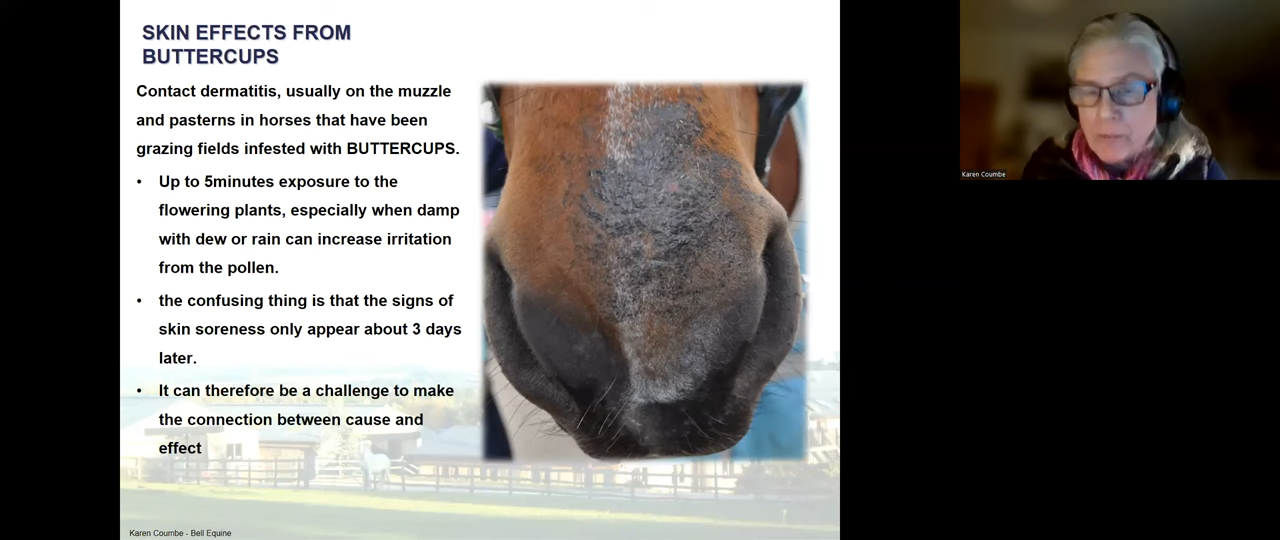 SKIN EFFECTS FROM
BUTTERCUPS
Contact dermatitis, usually on the muzzle
and pasterns in horses that have been
grazing fields infested with BUTTERCUPS.
• Up to 5minutes exposure to the
flowering plants, especially when damp
with dew or rain can increase irritation
from the pollen.
• the confusing thing is that the signs of
skin soreness only appear about 3 days
later.
• It can therefore be a challenge to make
the connection between cause and
effect
Karen Coumbe - Bell Equine
Karen Coumbe